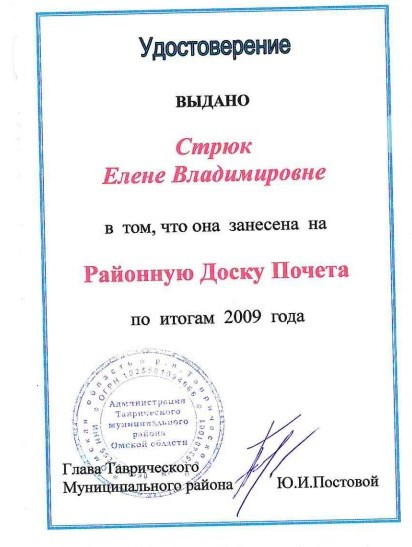 Удостоверение
ВЫДАНО
Стрюк
Елене Владимировне
в том, что она занесена на
Районную Доску Почета
по итогам 2009 года
Администрация
Таврического
муниципального
района
Омской области
Глава Таврического
Муниципального района Ю.И.Постовой